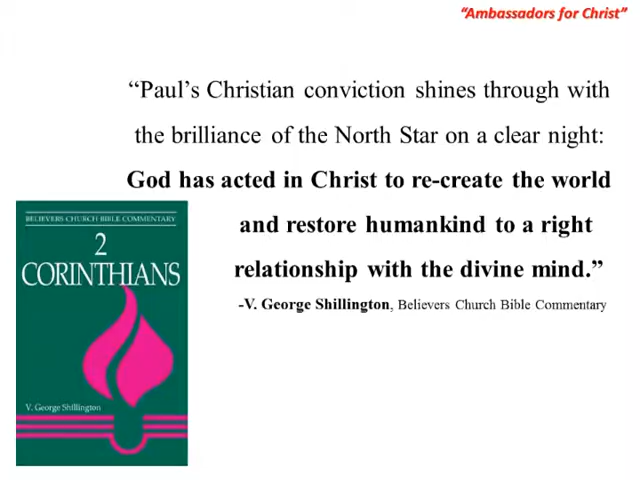 “Ambassadors for Christ”
“Paul’s Christian conviction shines through with
the brilliance of the North Star on a clear night:
God has acted in Christ to re-create the world
and restore humankind to a right
relationship with the divine mind.”
-V. George Shillington, Believers Church Bible Commentary
BELIEVERS CHURCH BIBLE COMMENTARY
2
CORINTHIANS
V. George Shillington